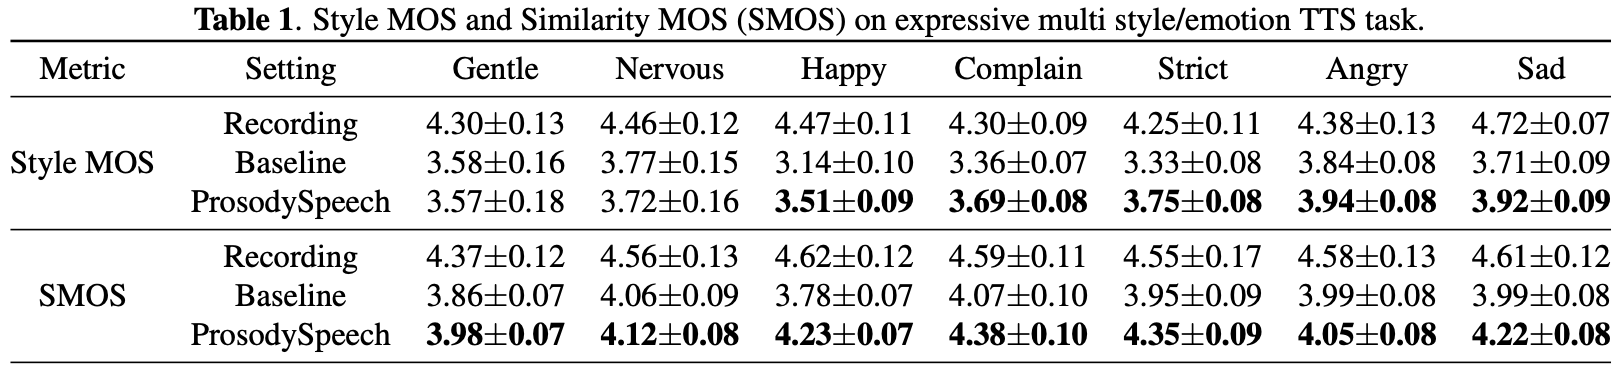 Table 1. Style MOS and Similarity MOS (SMOS) on expressive multi style/emotion TTS task.
Metric Setting Gentle Nervous Happy Complain Strict Angry Sad
Recording 4.30±0.13 4.46±0.12 4.47±0.11 4.30±0.09 4.25±0.11 4.38±0.13 4.72±0.07
Style MOS Baseline 3.58±0.16 3.77±0.15 3.14±0.10 3.36±0.07 3.33±0.08 3.84±0.08 3.71±0.09
ProsodySpeech 3.57±0.18 3.72±0.16 3.51±0.09 3.69±0.08 3.75±0.08 3.94±0.08 3.92±0.09
Recording 4.37±0.12 4.56±0.13 4.62±0.12 4.59±0.11 4.55±0.17 4.58±0.13 4.61±0.12
SMOS Baseline 3.86±0.07 4.06±0.09 3.78±0.07 4.07±0.10 3.95±0.09 3.99±0.08 3.99±0.08
ProsodySpeech 3.98±0.07 4.12±0.08 4.23±0.07 4.38±0.10 4.35±0.09 4.05±0.08 4.22±0.08